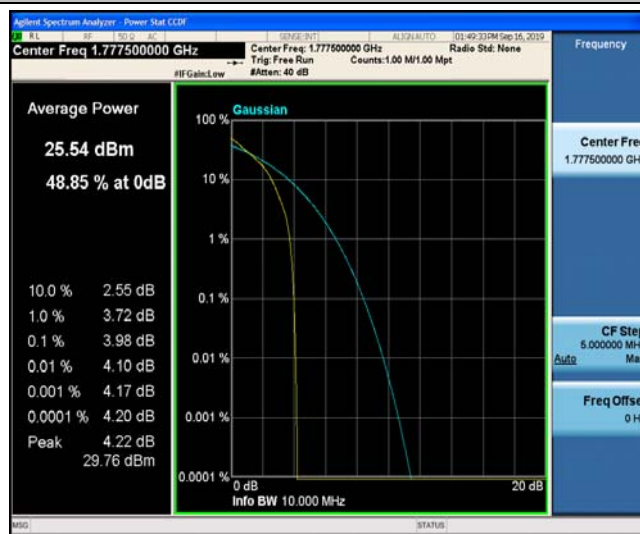 Agilent Spectrum Analyzer - Power Stat CCDF
RL RF 50 Ω AC SENSE:INT ALIGNAUTO 01:49:33PM Sep 16, 2019
Center Freq 1.777500000 GHz
Center Freq: 1.777500000 GHz Radio Std: None
Trig: Free Run Counts:1.00 M/1.00 Mpt
#IFGain:Low #Atten: 40 dB
Frequency
Average Power
25.54 dBm
48.85 % at 0dB
10.0 % 2.55 dB
1.0 % 3.72 dB
0.1 % 3.98 dB
0.01 % 4.10 dB
0.001 % 4.17 dB
0.0001 % 4.20 dB
Peak 4.22 dB
29.76 dBm
Gaussian
100 %
10 %
1 %
0.1 %
0.01 %
0.001 %
0.0001 %
0 dB 20 dB
Info BW 10.000 MHz
Center Fre
1.777500000 GH
CF Step
5.000000 MH
Auto Ma
Freq Offse
0 H
MSG STATUS